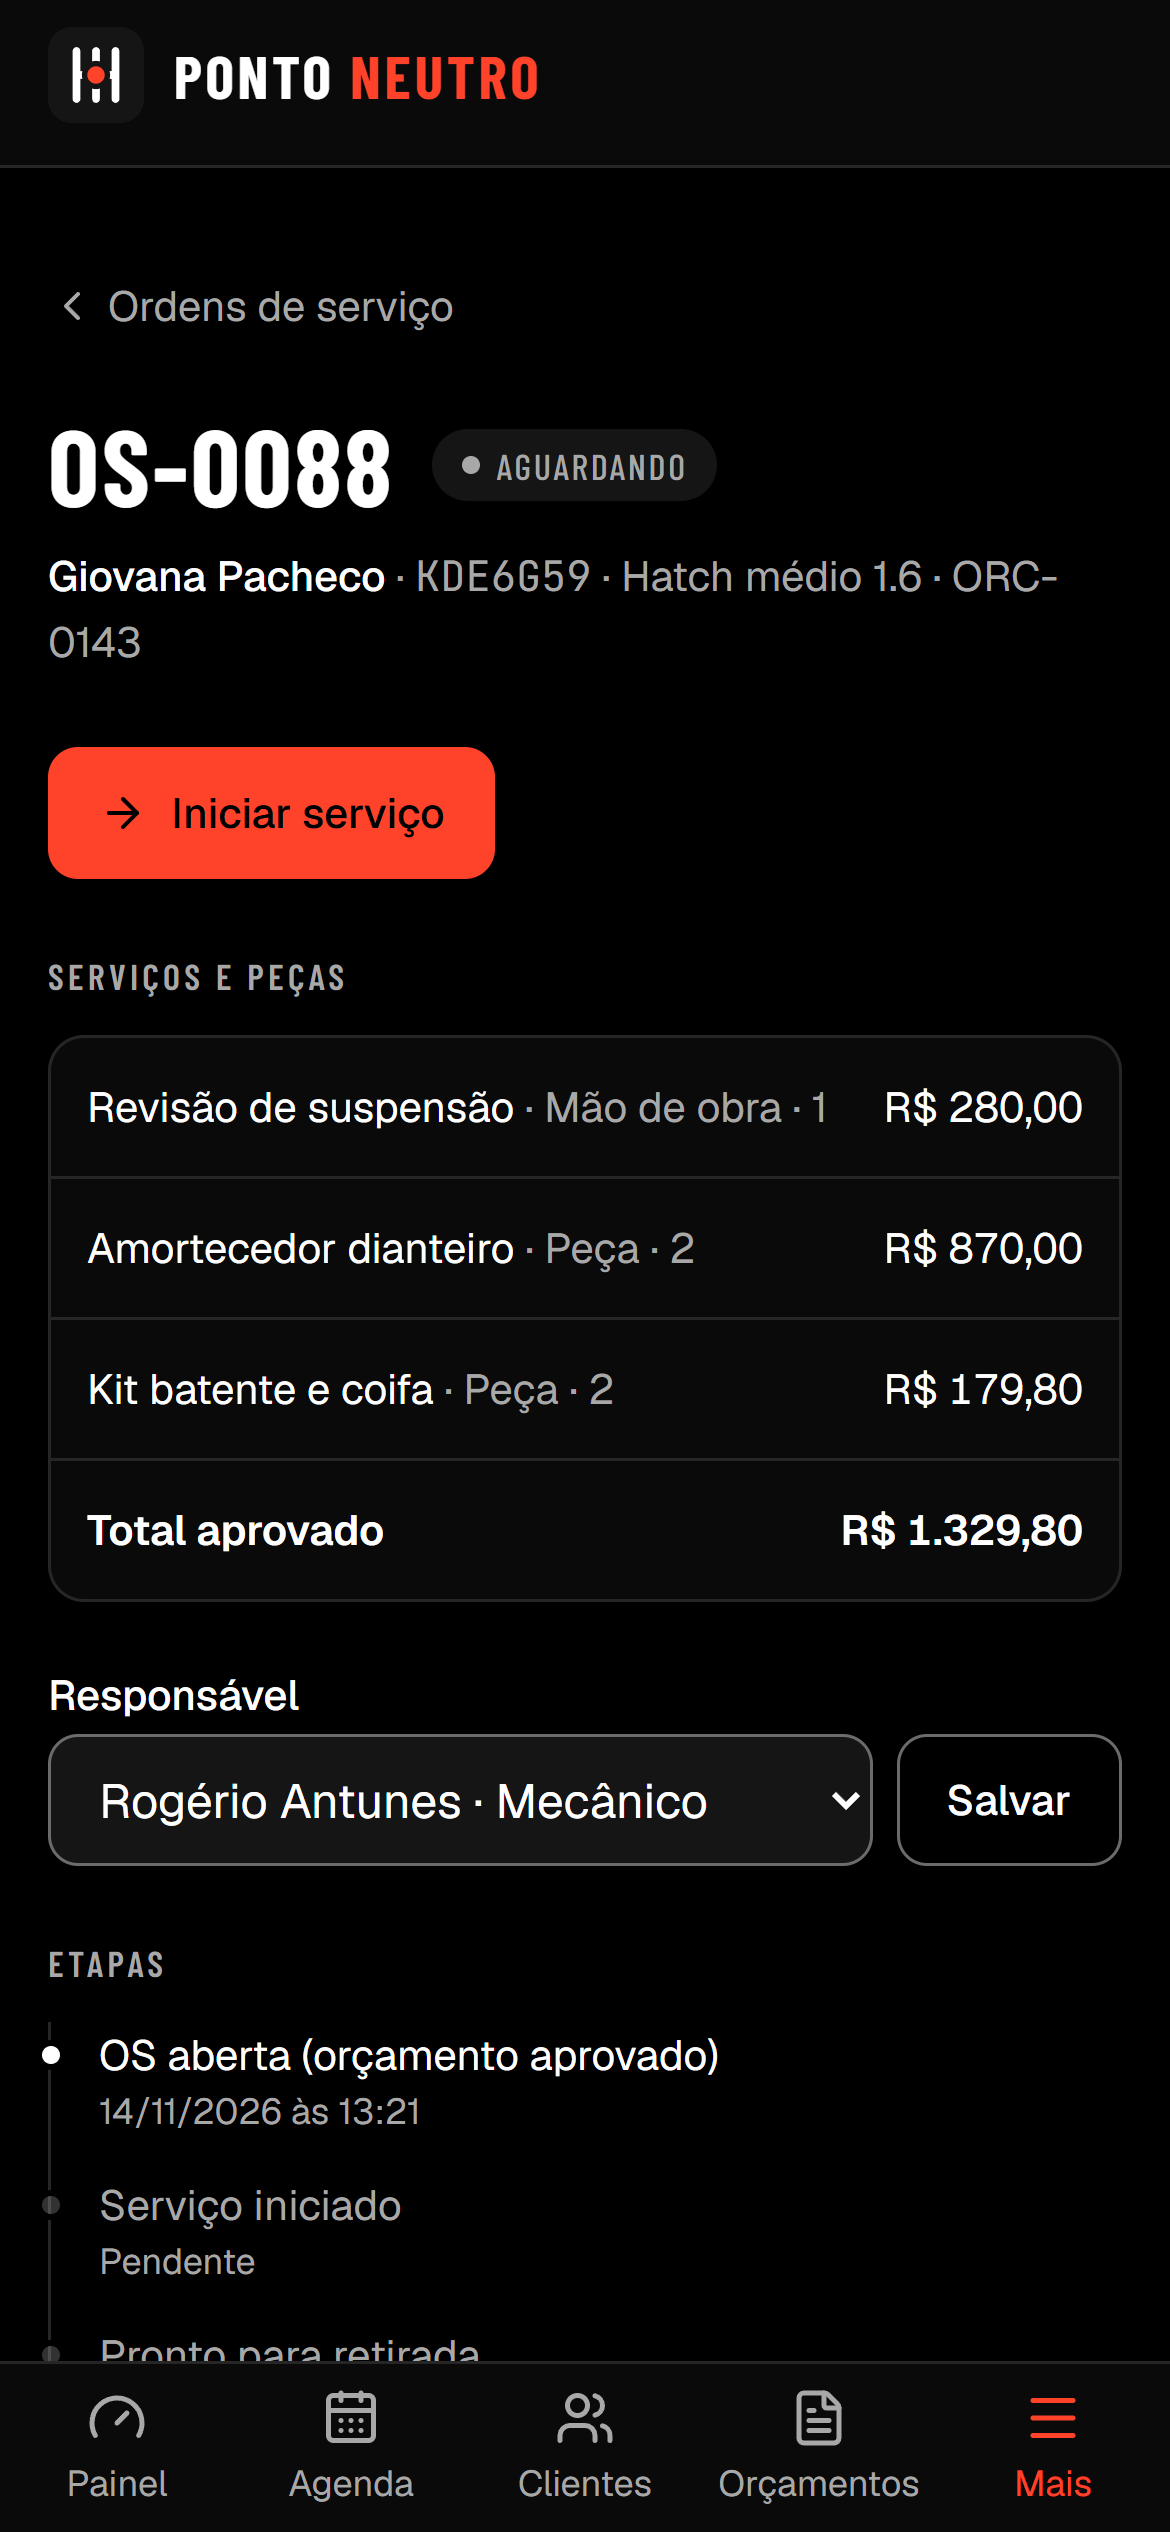 PONTO NEUTRO
Ordens de serviço
OS-0088
AGUARDANDO
Giovana Pacheco · KDE6G59 · Hatch médio 1.6 · ORC-
0143
Iniciar serviço
SERVIÇOS E PEÇAS
Revisão de suspensão · Mão de obra · 1 R$ 280,00
Amortecedor dianteiro · Peça · 2 R$ 870,00
Kit batente e coifa · Peça · 2 R$ 179,80
Total aprovado R$ 1.329,80
Responsável
Rogério Antunes · Mecânico
Salvar
ETAPAS
OS aberta (orçamento aprovado)
14/11/2026 às 13:21
Serviço iniciado
Pendente
Pronto para retirada
Painel
Agenda
Clientes
Orçamentos
Mais